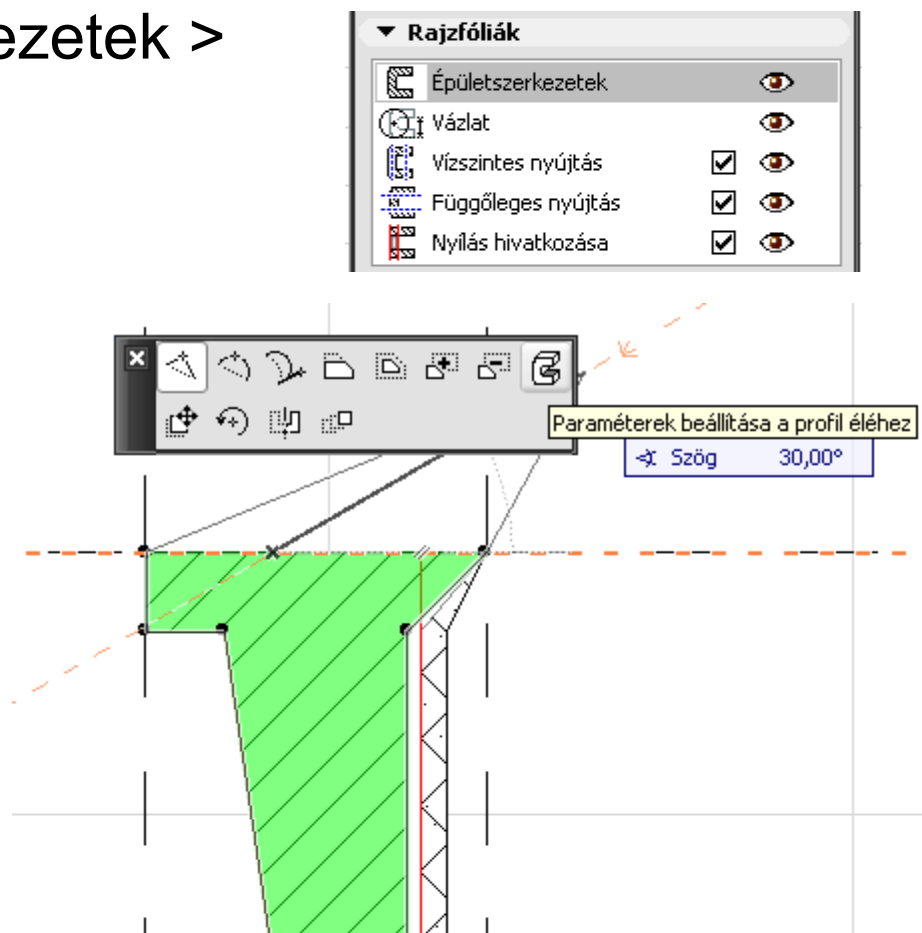 ezetek >
Rajzfóliák
Épületszerkezetek
Vázlat
Vízszintes nyújtás
Függőleges nyújtás
Nyílás hivatkozása
Paraméterek beállítása a profil éléhez
Szög 30,00°